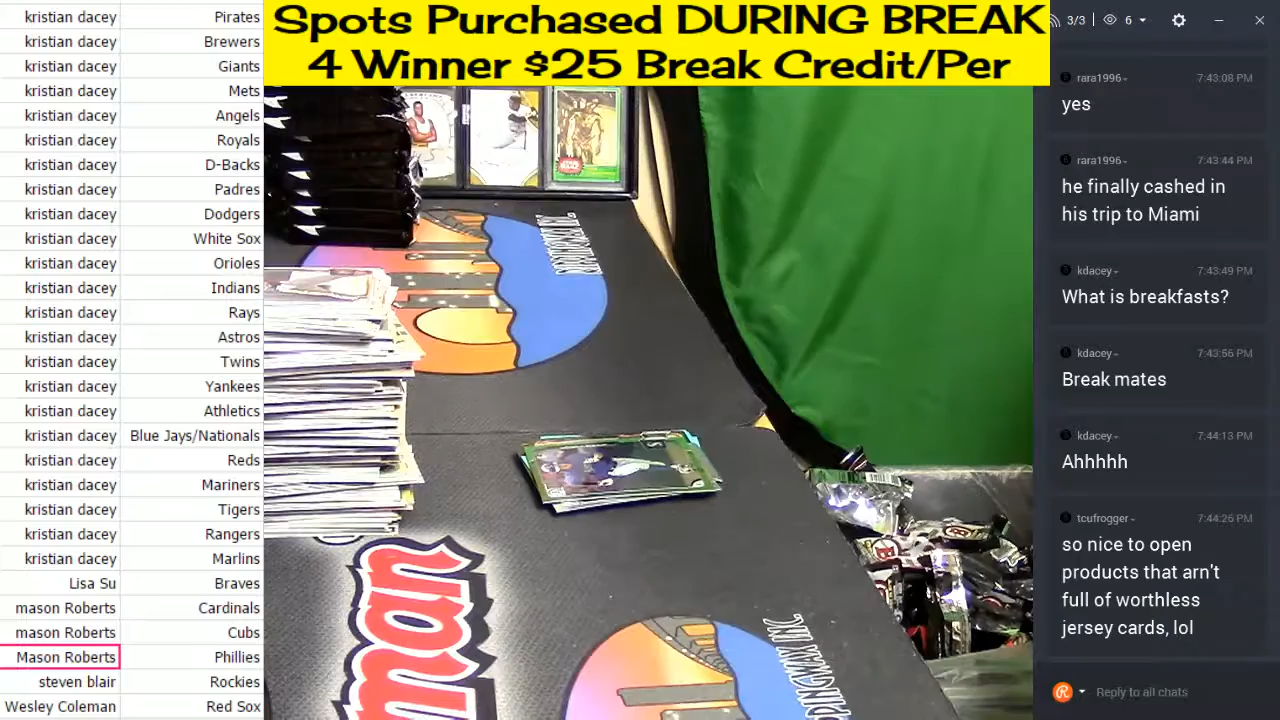 Spots Purchased DURING BREAK
4 Winner $25 Break Credit/Per
kristian dacey Pirates
kristian dacey Brewers
kristian dacey Giants
kristian dacey Mets
kristian dacey Angels
kristian dacey Royals
kristian dacey D-Backs
kristian dacey Padres
kristian dacey Dodgers
kristian dacey White Sox
kristian dacey Orioles
kristian dacey Indians
kristian dacey Rays
kristian dacey Astros
kristian dacey Twins
kristian dacey Yankees
kristian dacey Athletics
kristian dacey Blue Jays/Nationals
kristian dacey Reds
kristian dacey Mariners
kristian dacey Tigers
kristian dacey Rangers
kristian dacey Marlins
Lisa Su Braves
mason Roberts Cardinals
mason Roberts Cubs
Mason Roberts Phillies
steven blair Rockies
Wesley Coleman Red Sox
man
3/3 6
rara1996 7:43:08 PM
yes
rara1996 7:43:44 PM
he finally cashed in
his trip to Miami
kdacey 7:43:49 PM
What is breakfasts?
kdacey 7:43:56 PM
Break mates
kdacey 7:44:13 PM
Ahhhhh
tcufrogger 7:44:26 PM
so nice to open
products that arn't
full of worthless
jersey cards, lol
Reply to all chats